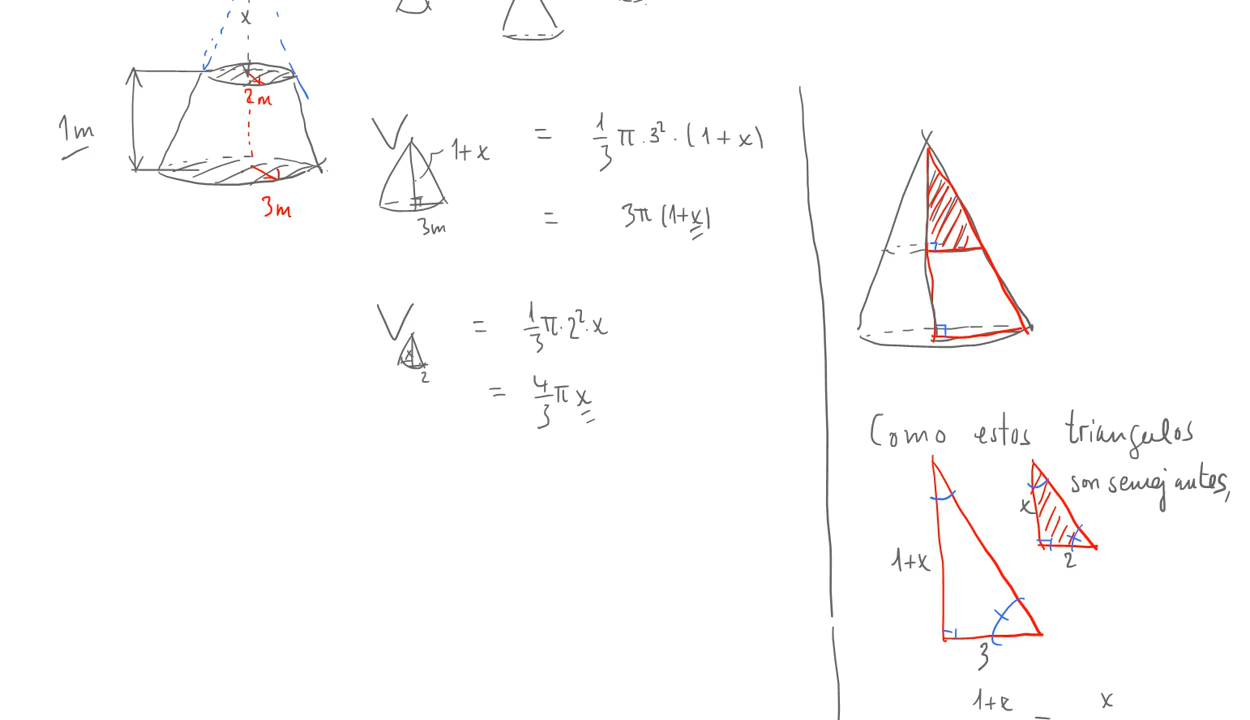 x
2m
1m
3m
V 1+x = 1/3 π·3²·(1+x)
3m
= 3π(1+x)
V x 2 = 1/3 π·2²·x
= 4/3 π x
Como estos triangulos
son semejantes,
x
2
1+x
3
1+x = x